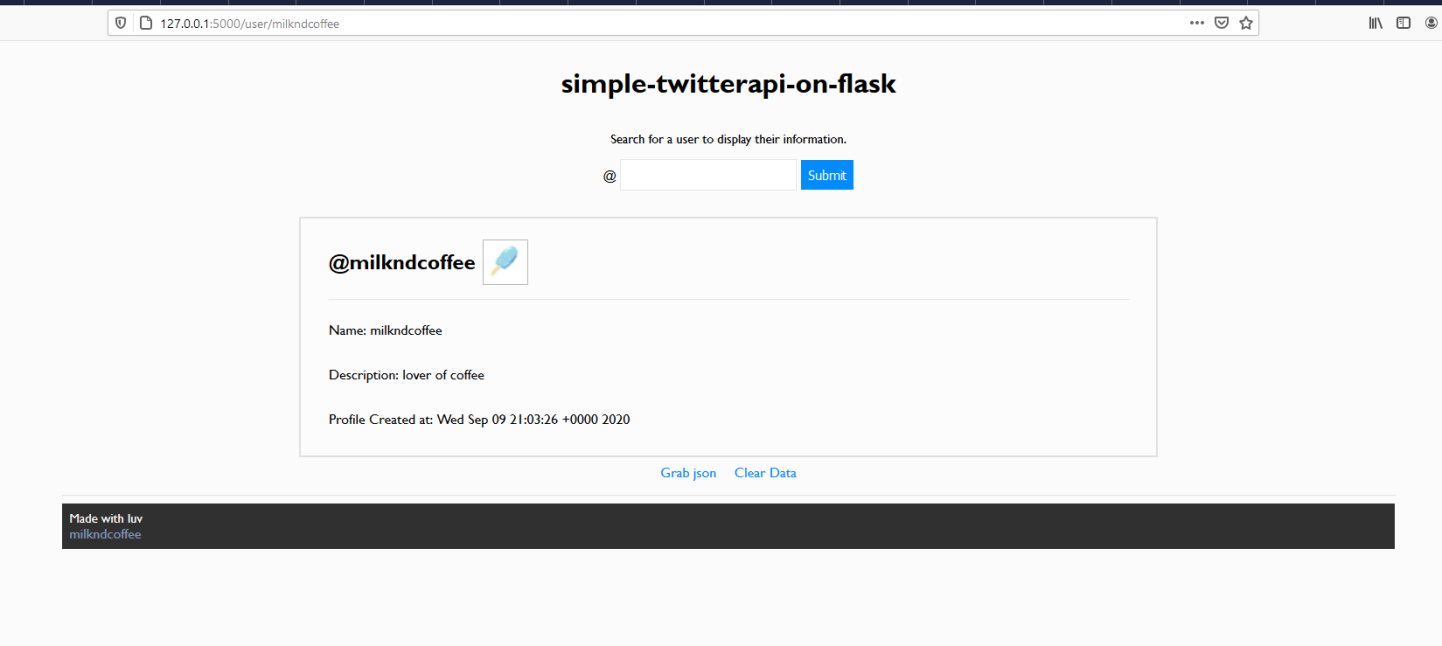 127.0.0.1:5000/user/milkndcoffee
simple-twitterapi-on-flask
Search for a user to display their information.
@ Submit
@milkndcoffee
Name: milkndcoffee
Description: lover of coffee
Profile Created at: Wed Sep 09 21:03:26 +0000 2020
Grab json Clear Data
Made with luv
milkndcoffee